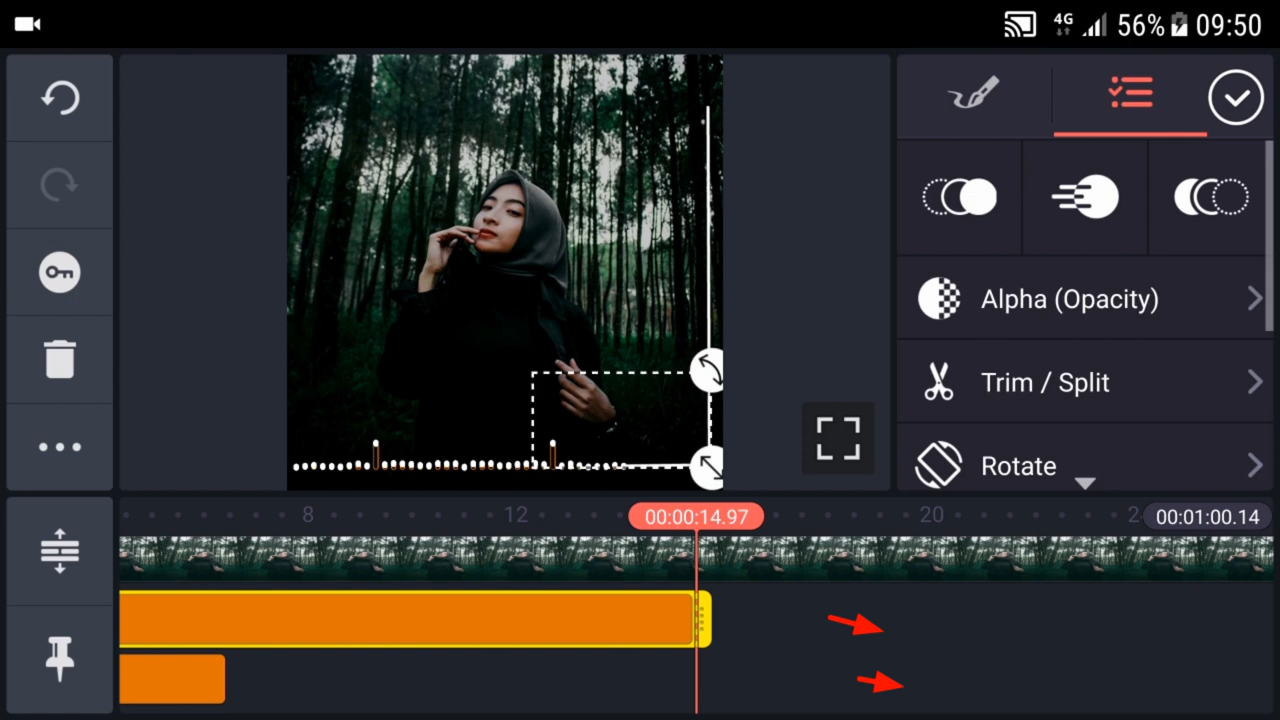 4G 56% 09:50
Alpha (Opacity)
Trim / Split
Rotate
8 12 00:00:14.97 20 2 00:01:00.14